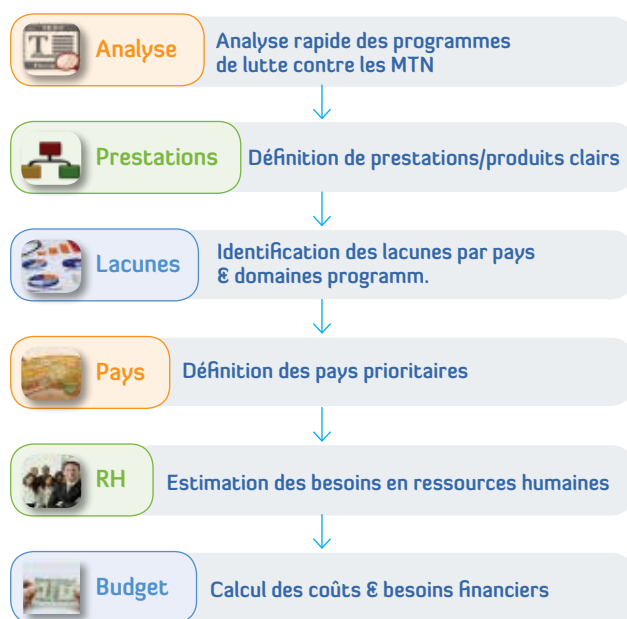 Analyse
Analyse rapide des programmes
de lutte contre les MTN
Prestations
Définition de prestations/produits clairs
Lacunes
Identification des lacunes par pays
& domaines programm.
Pays
Définition des pays prioritaires
RH
Estimation des besoins en ressources humaines
Budget
Calcul des coûts & besoins financiers